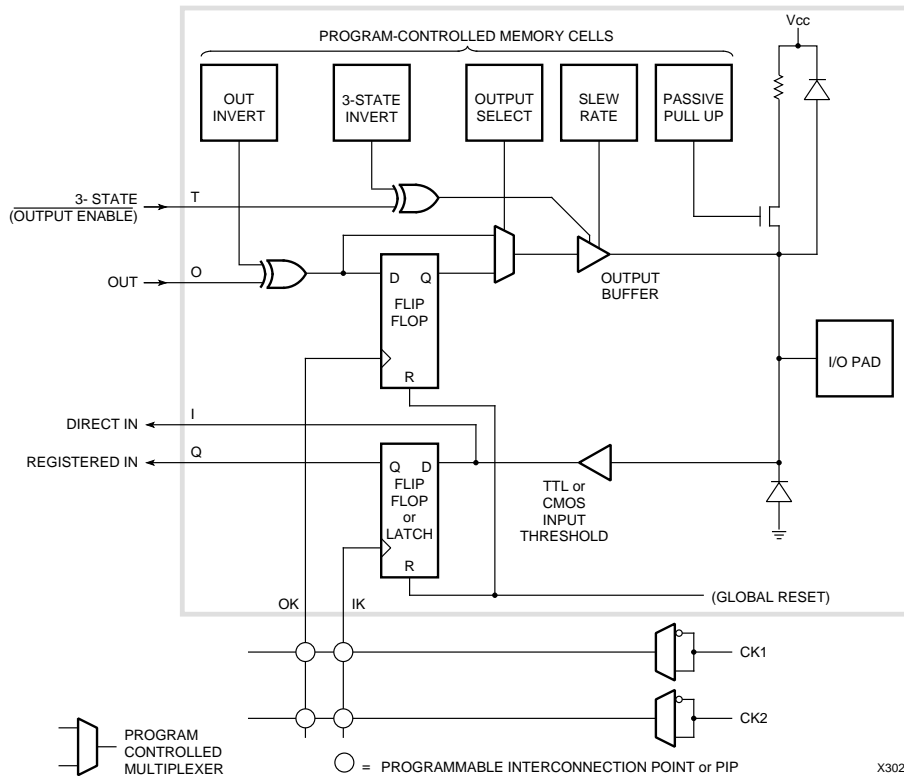 Vcc
PROGRAM-CONTROLLED MEMORY CELLS
OUT
INVERT
3-STATE
INVERT
OUTPUT
SELECT
SLEW
RATE
PASSIVE
PULL UP
3- STATE
(OUTPUT ENABLE)
T
OUT
O
D Q
FLIP
FLOP
R
OUTPUT
BUFFER
I/O PAD
DIRECT IN
I
REGISTERED IN
Q
Q D
FLIP
FLOP
or
LATCH
R
TTL or
CMOS
INPUT
THRESHOLD
OK
IK
(GLOBAL RESET)
CK1
CK2
PROGRAM
CONTROLLED
MULTIPLEXER
= PROGRAMMABLE INTERCONNECTION POINT or PIP
X302